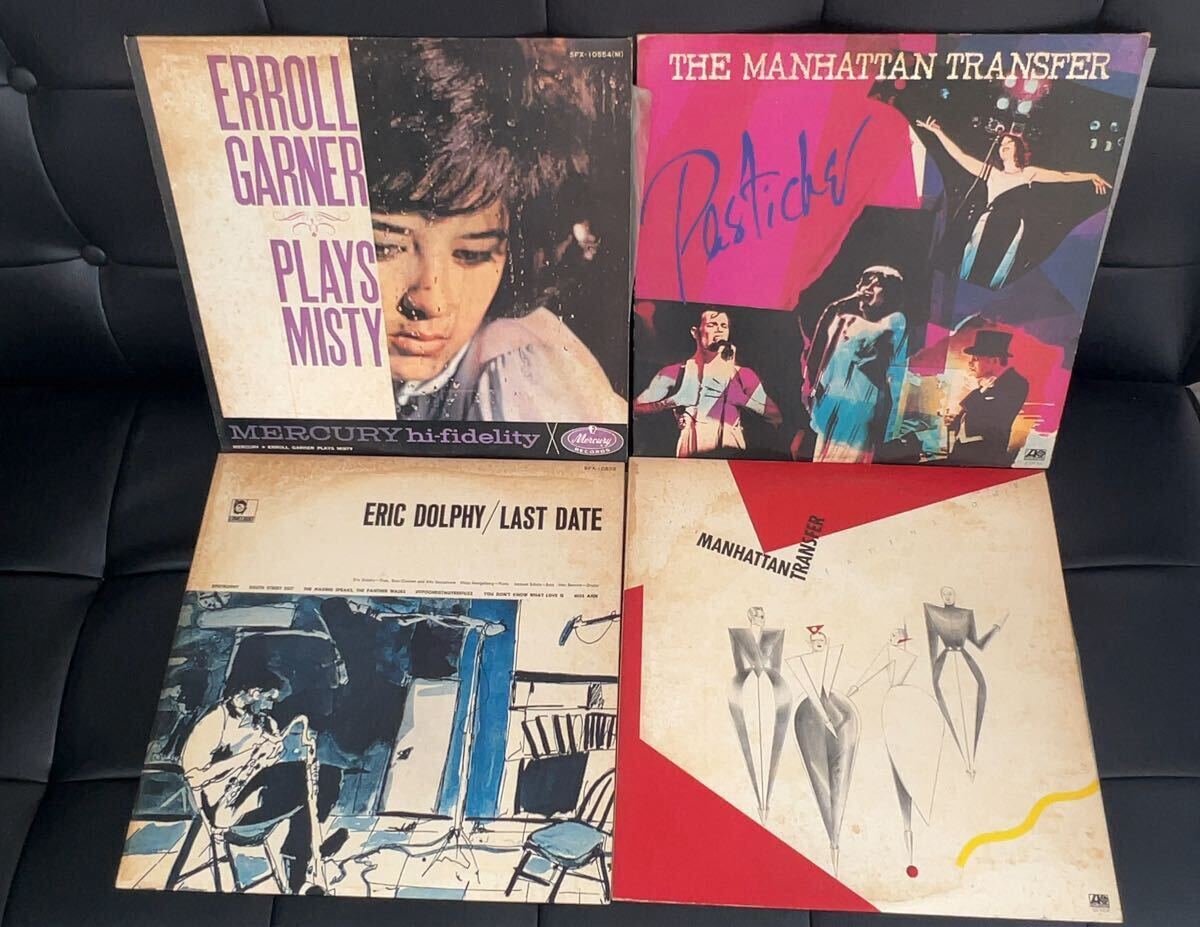 SFX-10554(N)
ERROLL
GARNER
PLAYS
MISTY
MERCURY hi-fidelity
Mercury
RECORDS
MERCURY ERROLL GARNER PLAYS MISTY
THE MANHATTAN TRANSFER
Pastiche
ERIC DOLPHY/LAST DATE
SOUTH STREET EXIT THE MADRIG SPEAKS, THE PANTHER WALKS HYPOCHRISTMUTREEFUZZ YOU DON'T KNOW WHAT LOVE IS MISS ANN
MANHATTAN
TRANSFER